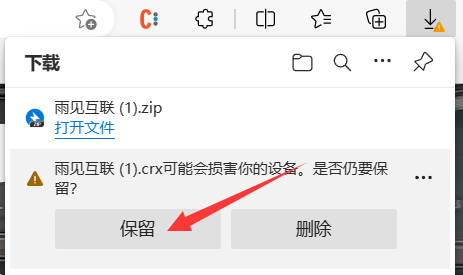 下载
雨见互联 (1).zip
打开文件
雨见互联 (1).crx可能会损害你的设备。是否仍要保
留?
保留
删除